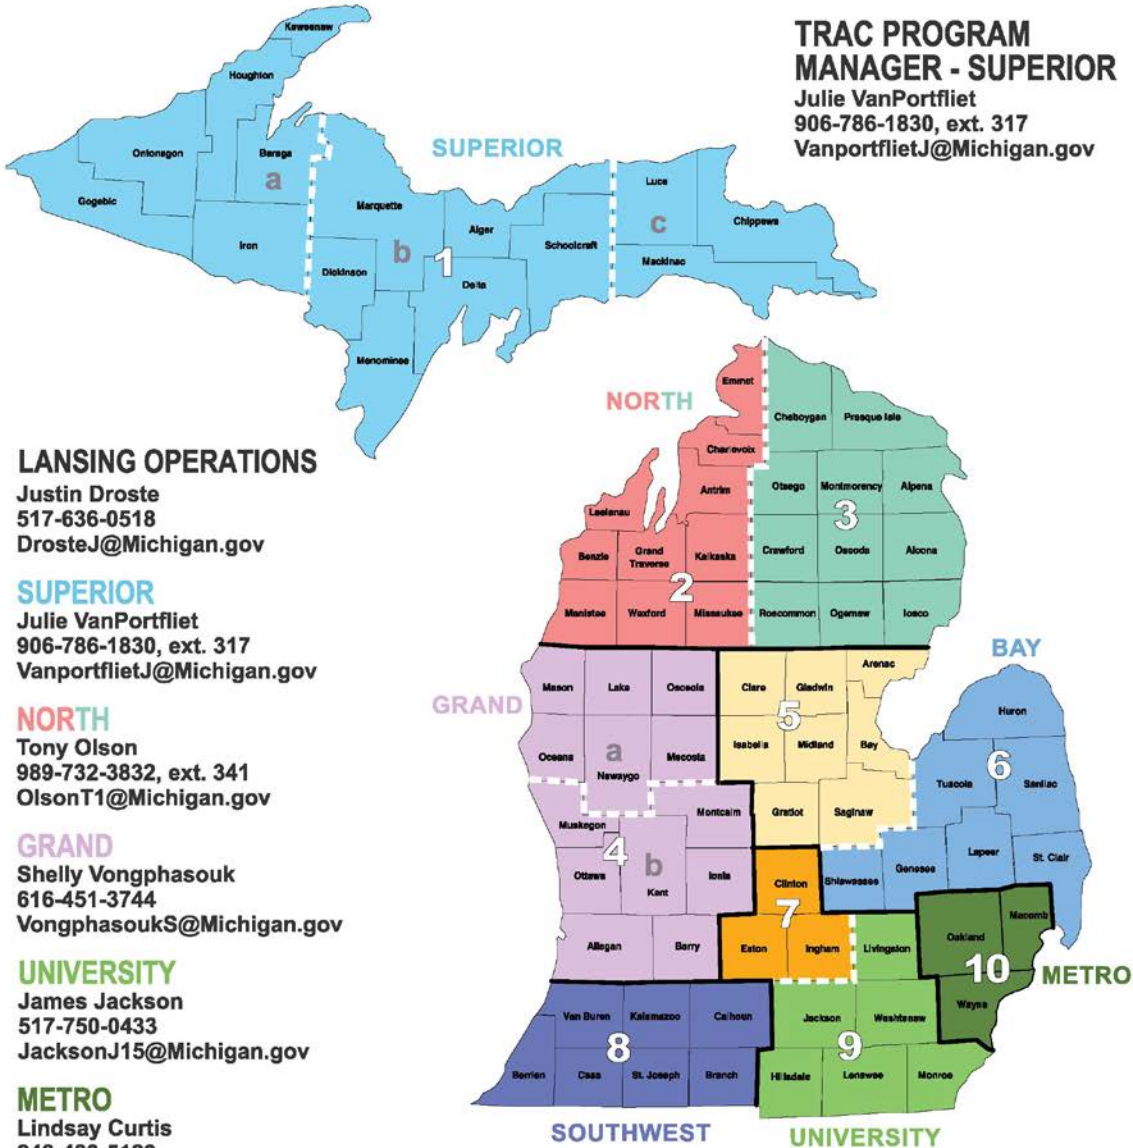 TRAC PROGRAM
MANAGER - SUPERIOR
Julie VanPortfliet
906-786-1830, ext. 317
VanportflietJ@Michigan.gov
SUPERIOR
Keweenaw
Houghton
Ontonagon
Baraga
a
Gogebic
Iron
Marquette
b
1
Alger
Schoolcraft
Dickinson
Delta
Menominee
Luce
c
Chippewa
Mackinac
LANSING OPERATIONS
Justin Droste
517-636-0518
DrosteJ@Michigan.gov
SUPERIOR
Julie VanPortfliet
906-786-1830, ext. 317
VanportflietJ@Michigan.gov
NORTH
Tony Olson
989-732-3832, ext. 341
OlsonT1@Michigan.gov
GRAND
Shelly Vongphasouk
616-451-3744
VongphasoukS@Michigan.gov
UNIVERSITY
James Jackson
517-750-0433
JacksonJ15@Michigan.gov
METRO
Lindsay Curtis
NORTH
Emmet
Cheboygan
Presque Isle
Charlevoix
Antrim
Otsego
Montmorency
Alpena
3
Leelanau
Benzie
Grand
Traverse
Kalkaska
Crawford
Oscoda
Alcona
2
Manistee
Wexford
Missaukee
Roscommon
Ogemaw
Iosco
GRAND
Mason
Lake
Osceola
Clare
Gladwin
Arenac
5
BAY
Huron
Oceana
a
Newaygo
Mecosta
Isabella
Midland
Bay
Tuscola
6
Sanilac
Muskegon
Montcalm
Gratiot
Saginaw
4
Ottawa
b
Kent
Ionia
Clinton
7
Shiawassee
Genesee
Lapeer
St. Clair
Allegan
Barry
Eaton
Ingham
Livingston
Oakland
Macomb
10
METRO
Wayne
Van Buren
Kalamazoo
Calhoun
Jackson
Washtenaw
8
9
Berrien
Cass
St. Joseph
Branch
Hillsdale
Lenawee
Monroe
SOUTHWEST
UNIVERSITY